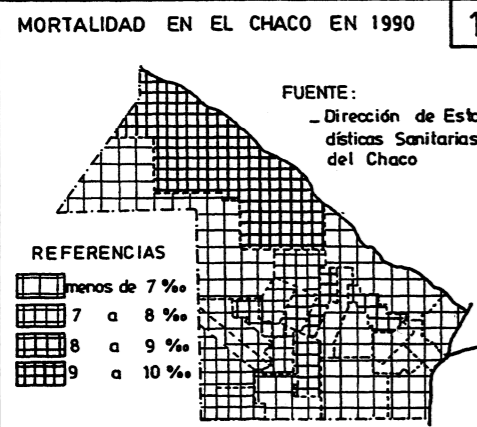 MORTALIDAD EN EL CHACO EN 1990
1
FUENTE:
_ Dirección de Esta
dísticas Sanitarias
del Chaco
REFERENCIAS
menos de 7 ‰
7 a 8 ‰
8 a 9 ‰
9 a 10 ‰